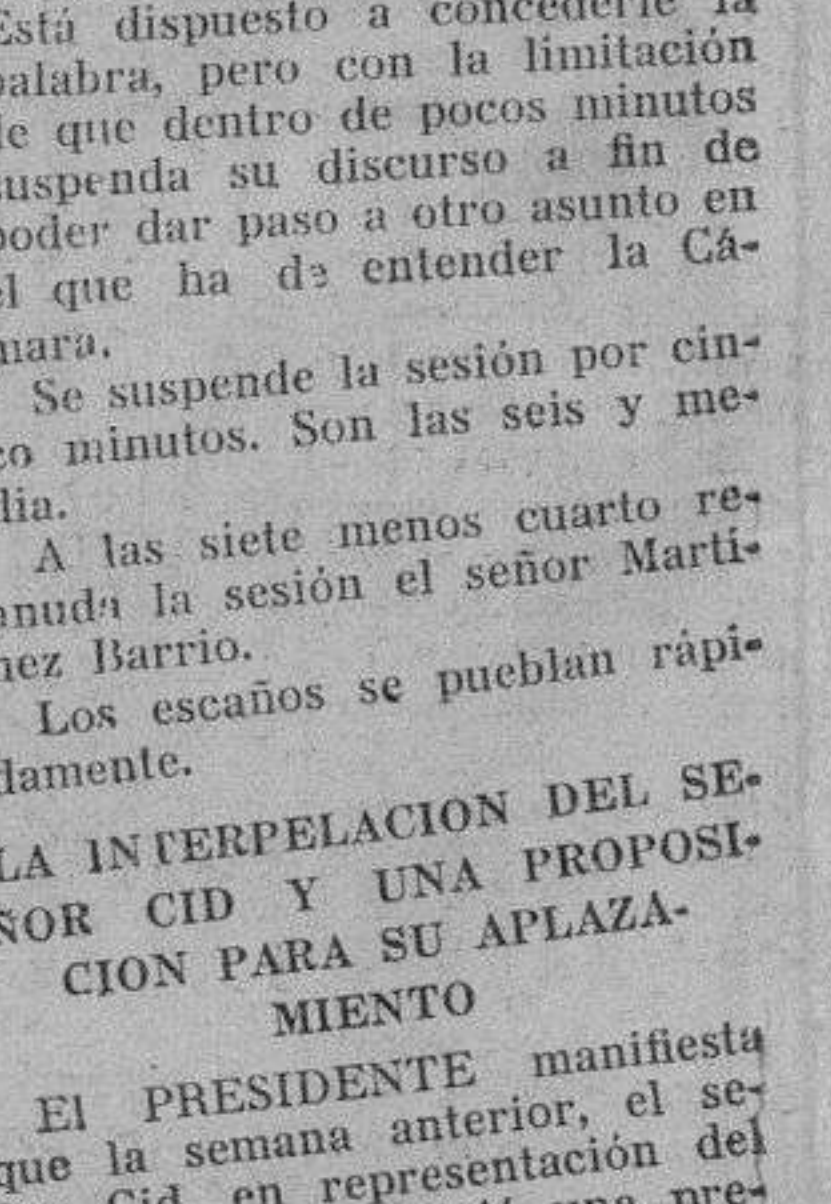 Está dispuesto a concederle la
palabra, pero con la limitación
de que dentro de pocos minutos
suspenda su discurso a fin de
poder dar paso a otro asunto en
el que ha de entender la Cá-
mara.
Se suspende la sesión por cin-
co minutos. Son las seis y me-
dia.
A las siete menos cuarto re-
anuda la sesión el señor Martí-
nez Barrio.
Los escaños se pueblan rápi-
damente.
LA INTERPELACION DEL SE-
ÑOR CID Y UNA PROPOSI-
CION PARA SU APLAZA-
MIENTO
El PRESIDENTE manifiesta
que la semana anterior, el se-
Cid en representación del
pre-